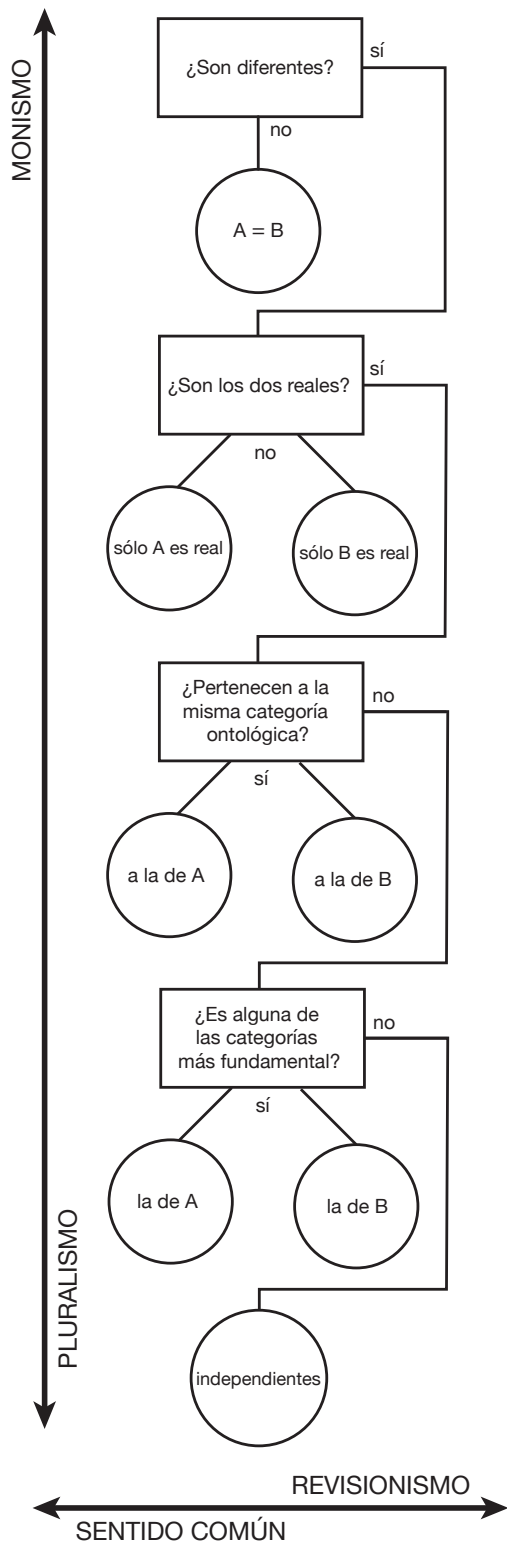 MONISMO
¿Son diferentes?
sí
no
A = B
¿Son los dos reales?
sí
no
sólo A es real
sólo B es real
¿Pertenecen a la
misma categoría
ontológica?
no
sí
a la de A
a la de B
¿Es alguna de
las categorías
más fundamental?
no
sí
la de A
la de B
PLURALISMO
independientes
REVISIONISMO
SENTIDO COMÚN